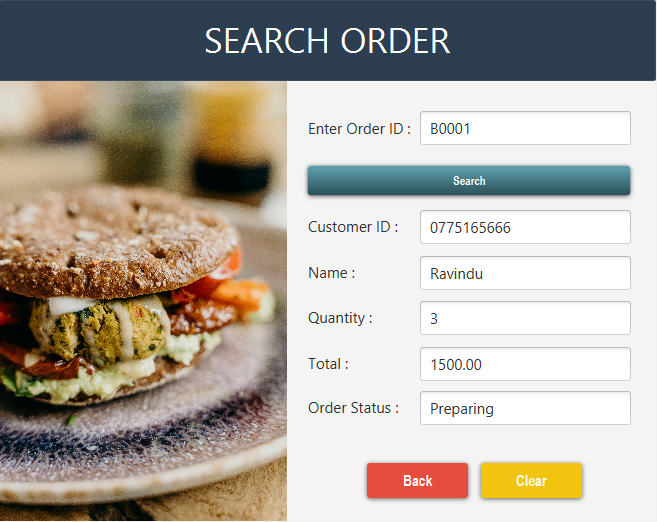 SEARCH ORDER
Enter Order ID : B0001
Search
Customer ID : 0775165666
Name : Ravindu
Quantity : 3
Total : 1500.00
Order Status : Preparing
Back Clear